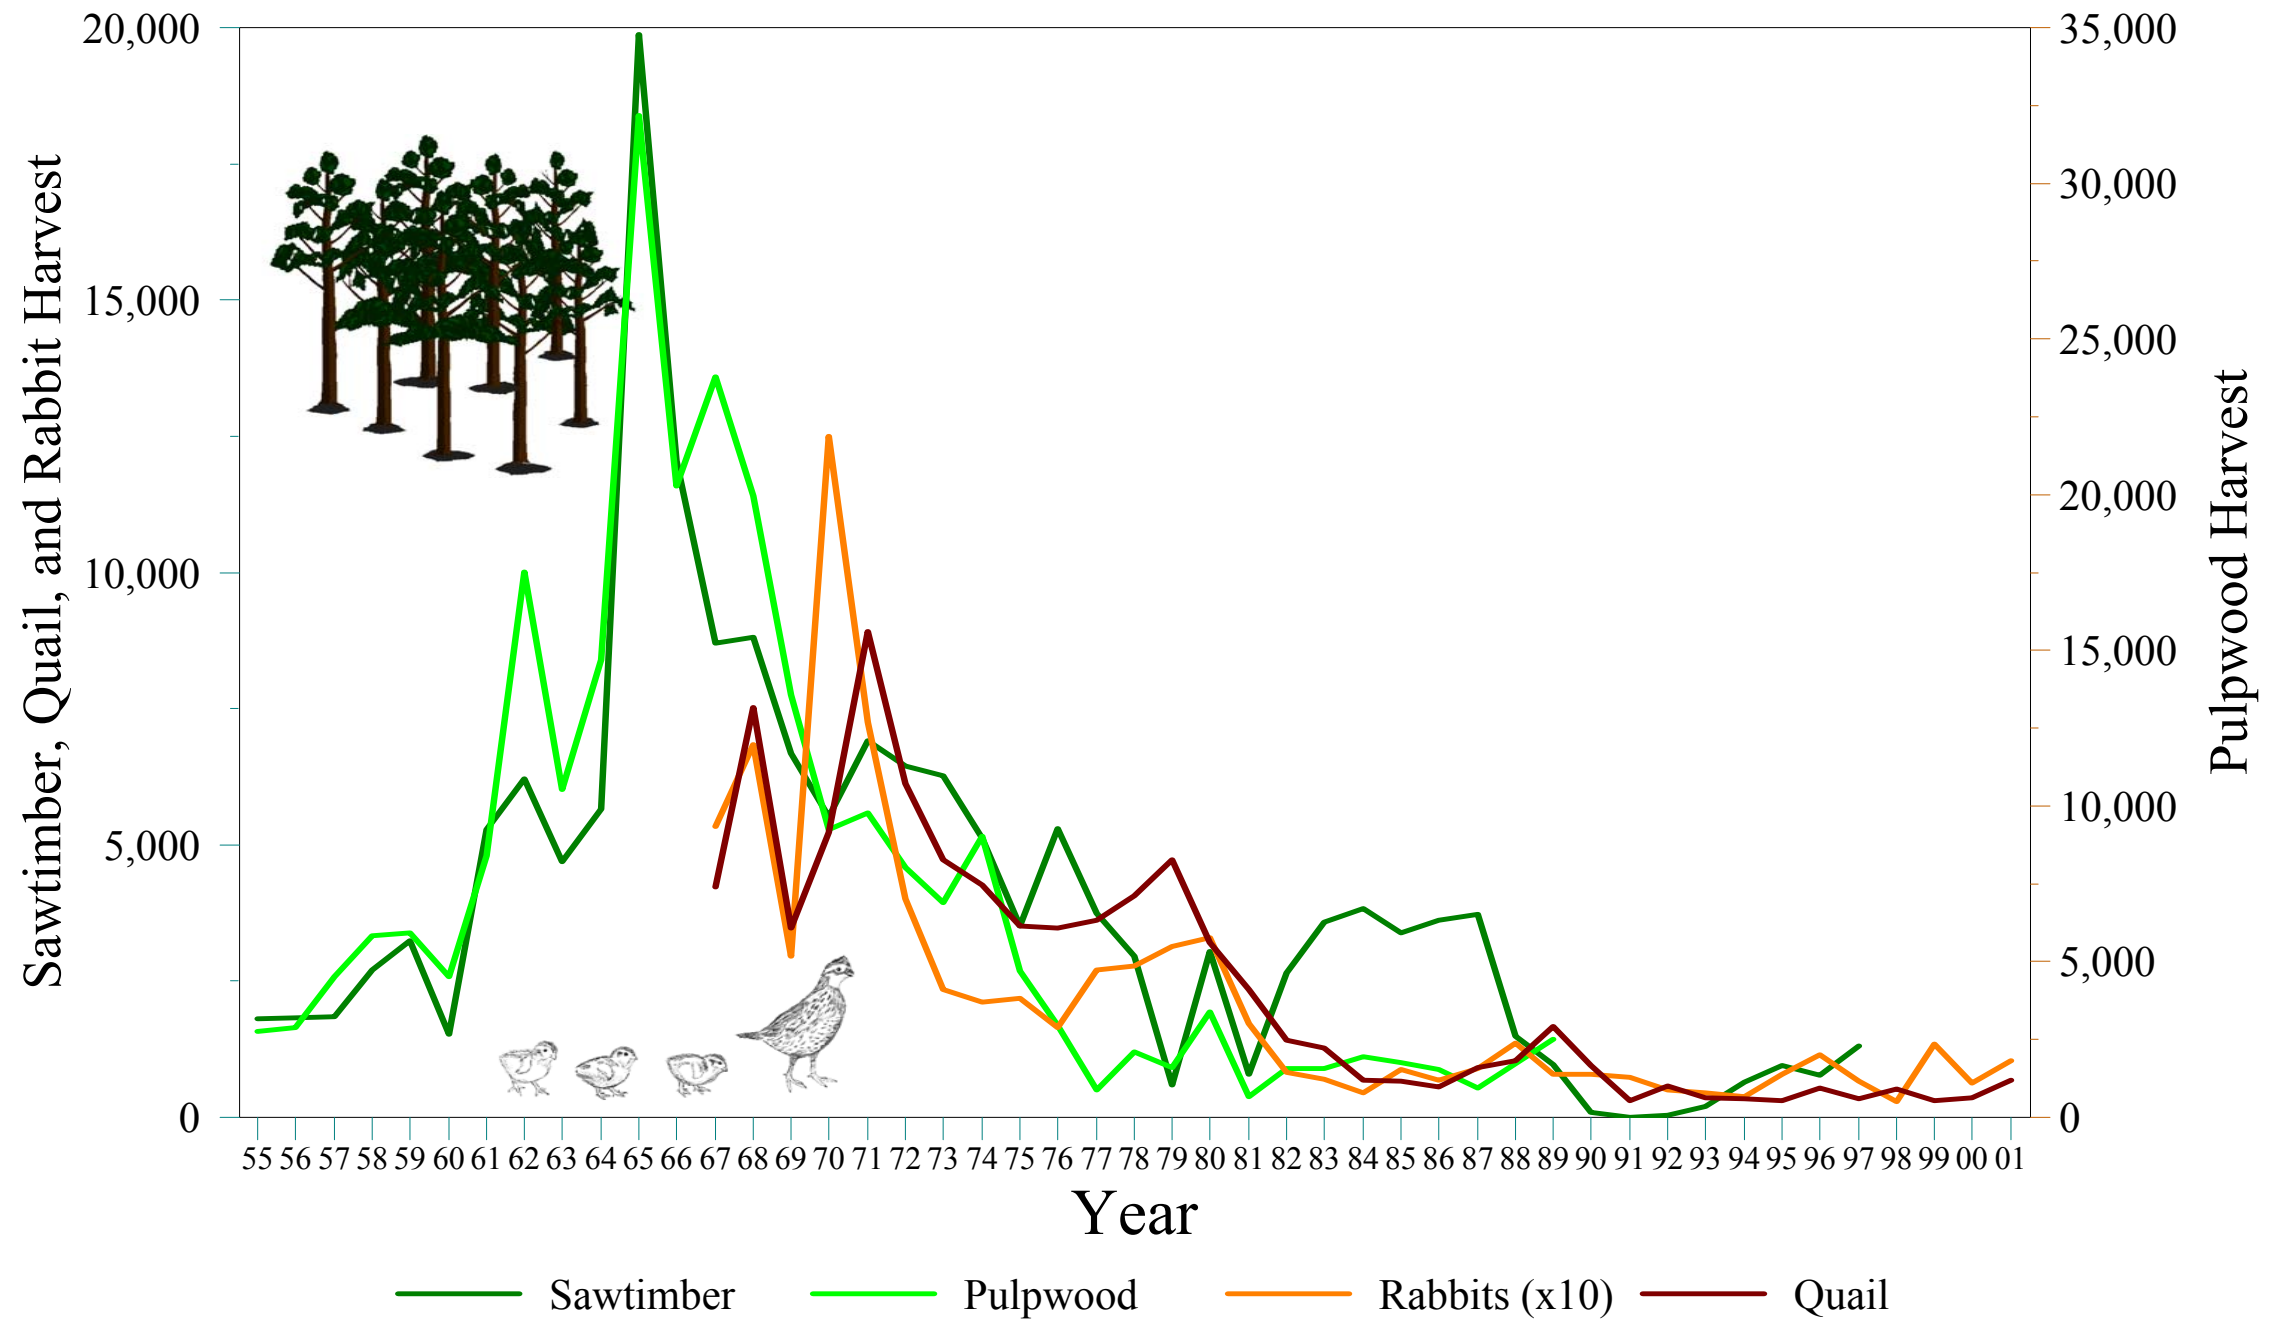 20,000
15,000
10,000
5,000
0
Sawtimber, Quail, and Rabbit Harvest
35,000
30,000
25,000
20,000
15,000
10,000
5,000
0
Pulpwood Harvest
55 56 57 58 59 60 61 62 63 64 65 66 67 68 69 70 71 72 73 74 75 76 77 78 79 80 81 82 83 84 85 86 87 88 89 90 91 92 93 94 95 96 97 98 99 00 01
Year
Sawtimber Pulpwood Rabbits (x10) Quail